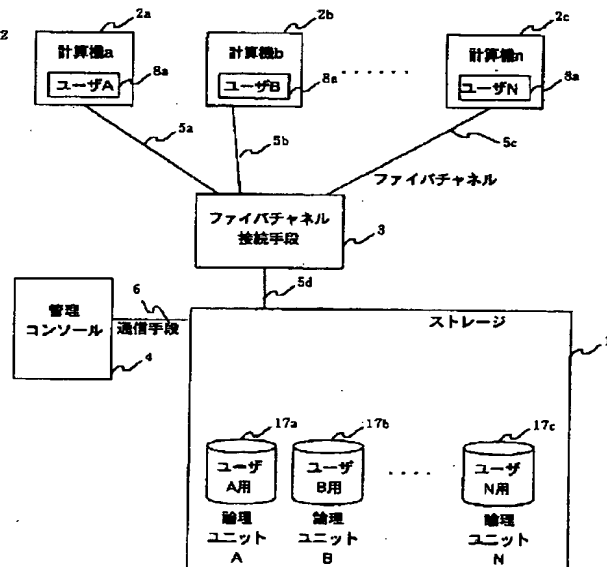 2
2a
2b
2c
計算機a
計算機b
計算機n
ユーザA
8a
ユーザB
8a
ユーザN
8a
5a
5b
5c
ファイバチャネル
ファイバチャネル
接続手段
3
5d
管理
コンソール
4
6
通信手段
ストレージ
17a
17b
17c
ユーザ
A用
ユーザ
B用
ユーザ
N用
論理
ユニット
A
論理
ユニット
B
論理
ユニット
N